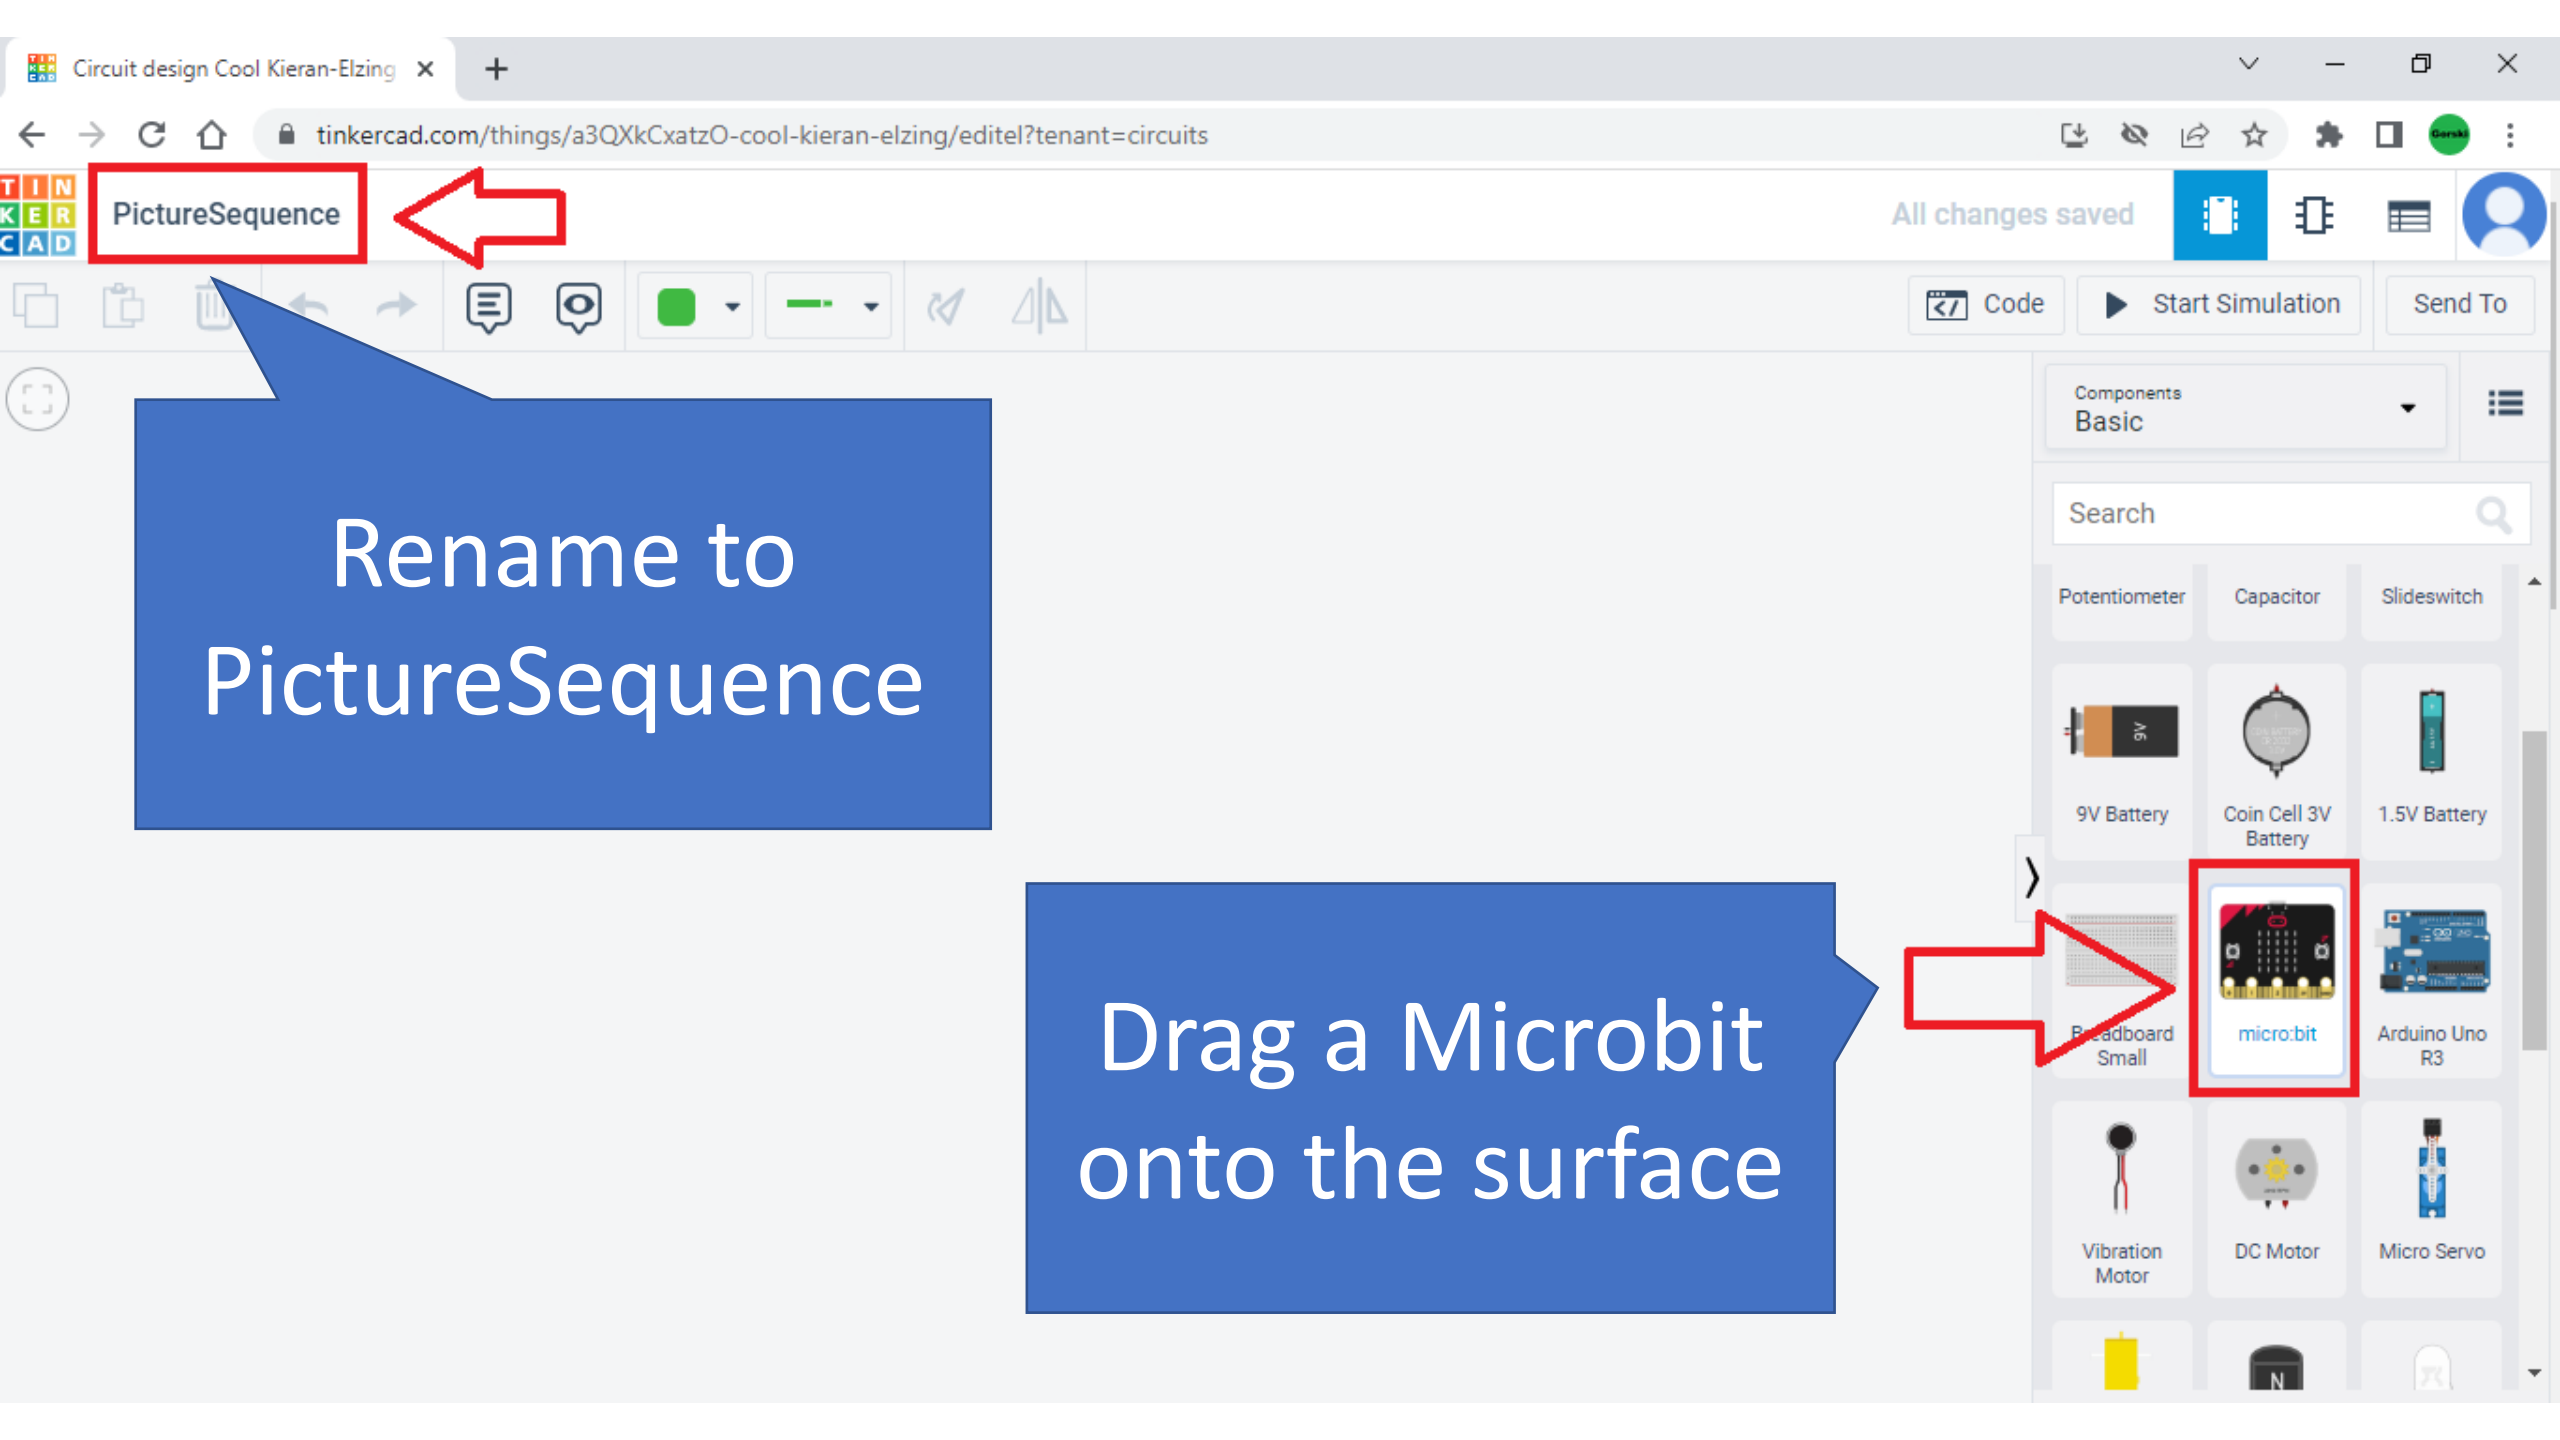 Circuit design Cool Kieran-Elzing
tinkercad.com/things/a3QXkCxatzO-cool-kieran-elzing/editel?tenant=circuits
Gorski
TIN
KER
CAD
PictureSequence
All changes saved
Code
Start Simulation
Send To
Components
Basic
Search
Rename to
PictureSequence
Potentiometer
Capacitor
Slideswitch
9V
9V Battery
Coin Cell 3V
Battery
1.5V Battery
Drag a Microbit
onto the surface
Breadboard
Small
micro:bit
Arduino Uno
R3
Vibration
Motor
DC Motor
Micro Servo
N